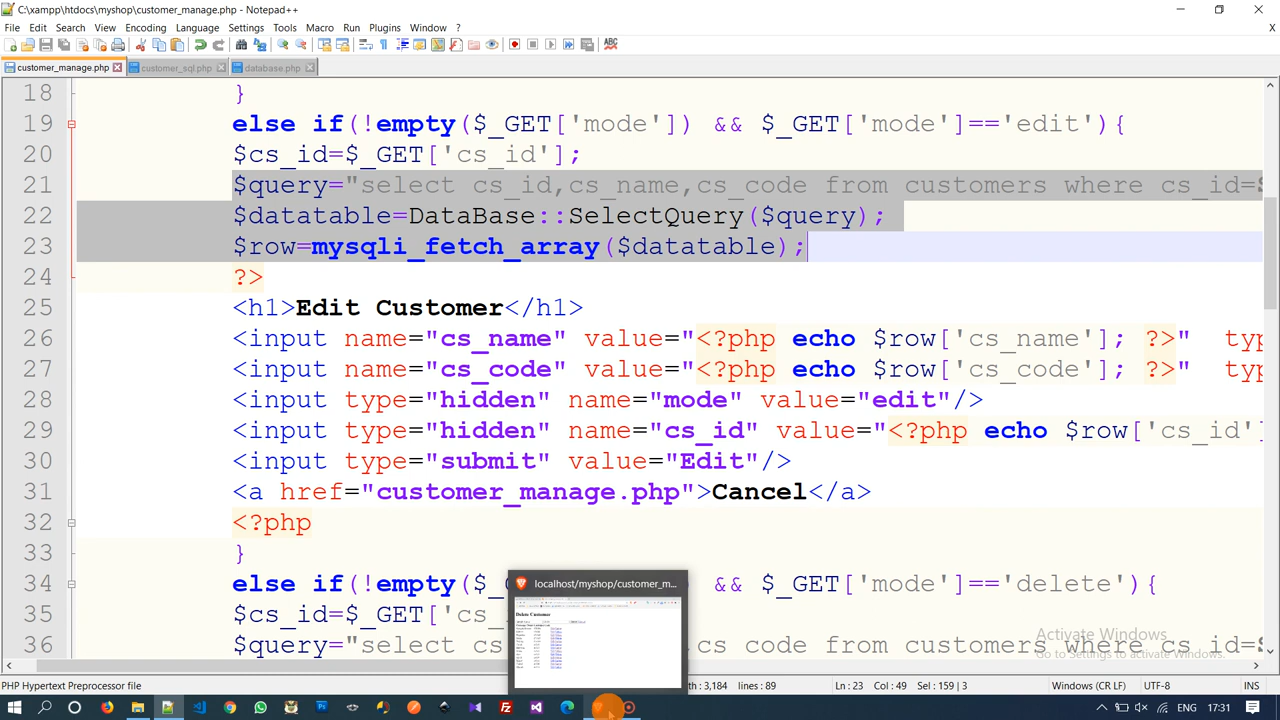 C:\xampp\htdocs\myshop\customer_manage.php - Notepad++
File Edit Search View Encoding Language Settings Tools Macro Run Plugins Window ?
X
customer_manage.php customer_sql.php database.php
18 }
19 else if(!empty($_GET['mode']) && $_GET['mode']=='edit'){
20 $cs_id=$_GET['cs_id'];
21 $query="select cs_id,cs_name,cs_code from customers where cs_id=$
22 $datatable=DataBase::SelectQuery($query);
23 $row=mysqli_fetch_array($datatable);
24 ?>
25 <h1>Edit Customer</h1>
26 <input name="cs_name" value="<?php echo $row['cs_name']; ?>" typ
27 <input name="cs_code" value="<?php echo $row['cs_code']; ?>" typ
28 <input type="hidden" name="mode" value="edit"/>
29 <input type="hidden" name="cs_id" value="<?php echo $row['cs_id']
30 <input type="submit" value="Edit"/>
31 <a href="customer_manage.php">Cancel</a>
32 <?php
33 }
34 else if(!empty($_ && $_GET['mode']=='delete'){
35 $cs_id=$_GET['cs_
36 $query="select cs code from customers where cs i
localhost/myshop/customer_m...
Delete Customer
Activate Windows
Go to Settings to activate Windows.
PHP Hypertext Preprocessor file th : 3,184 lines : 89 Ln : 23 Col : 49 Sel : 159 | 3 Windows (CR LF) UTF-8 INS
ENG 17:31